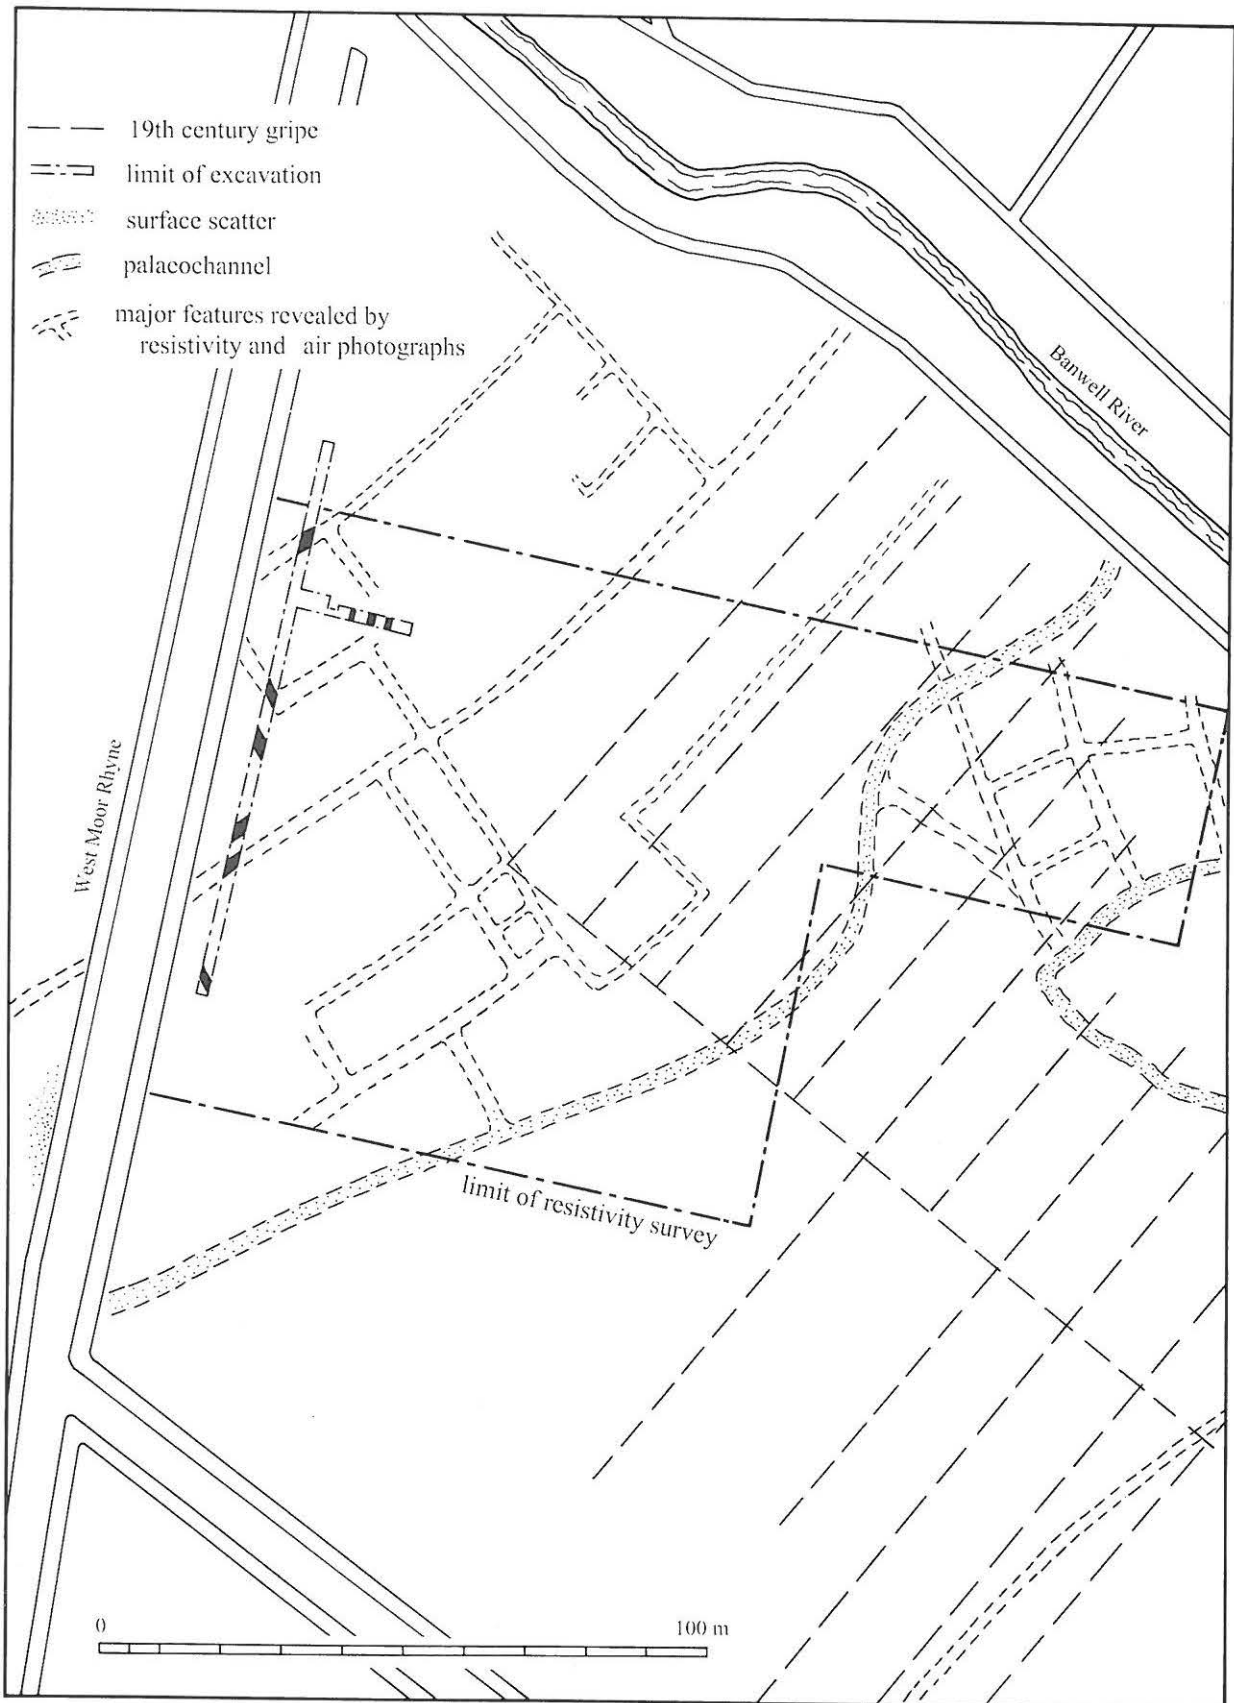 19th century gripe
limit of excavation
surface scatter
palaeochannel
major features revealed by
resistivity and air photographs
Banwell River
West Moor Rhyne
limit of resistivity survey
0 100 m